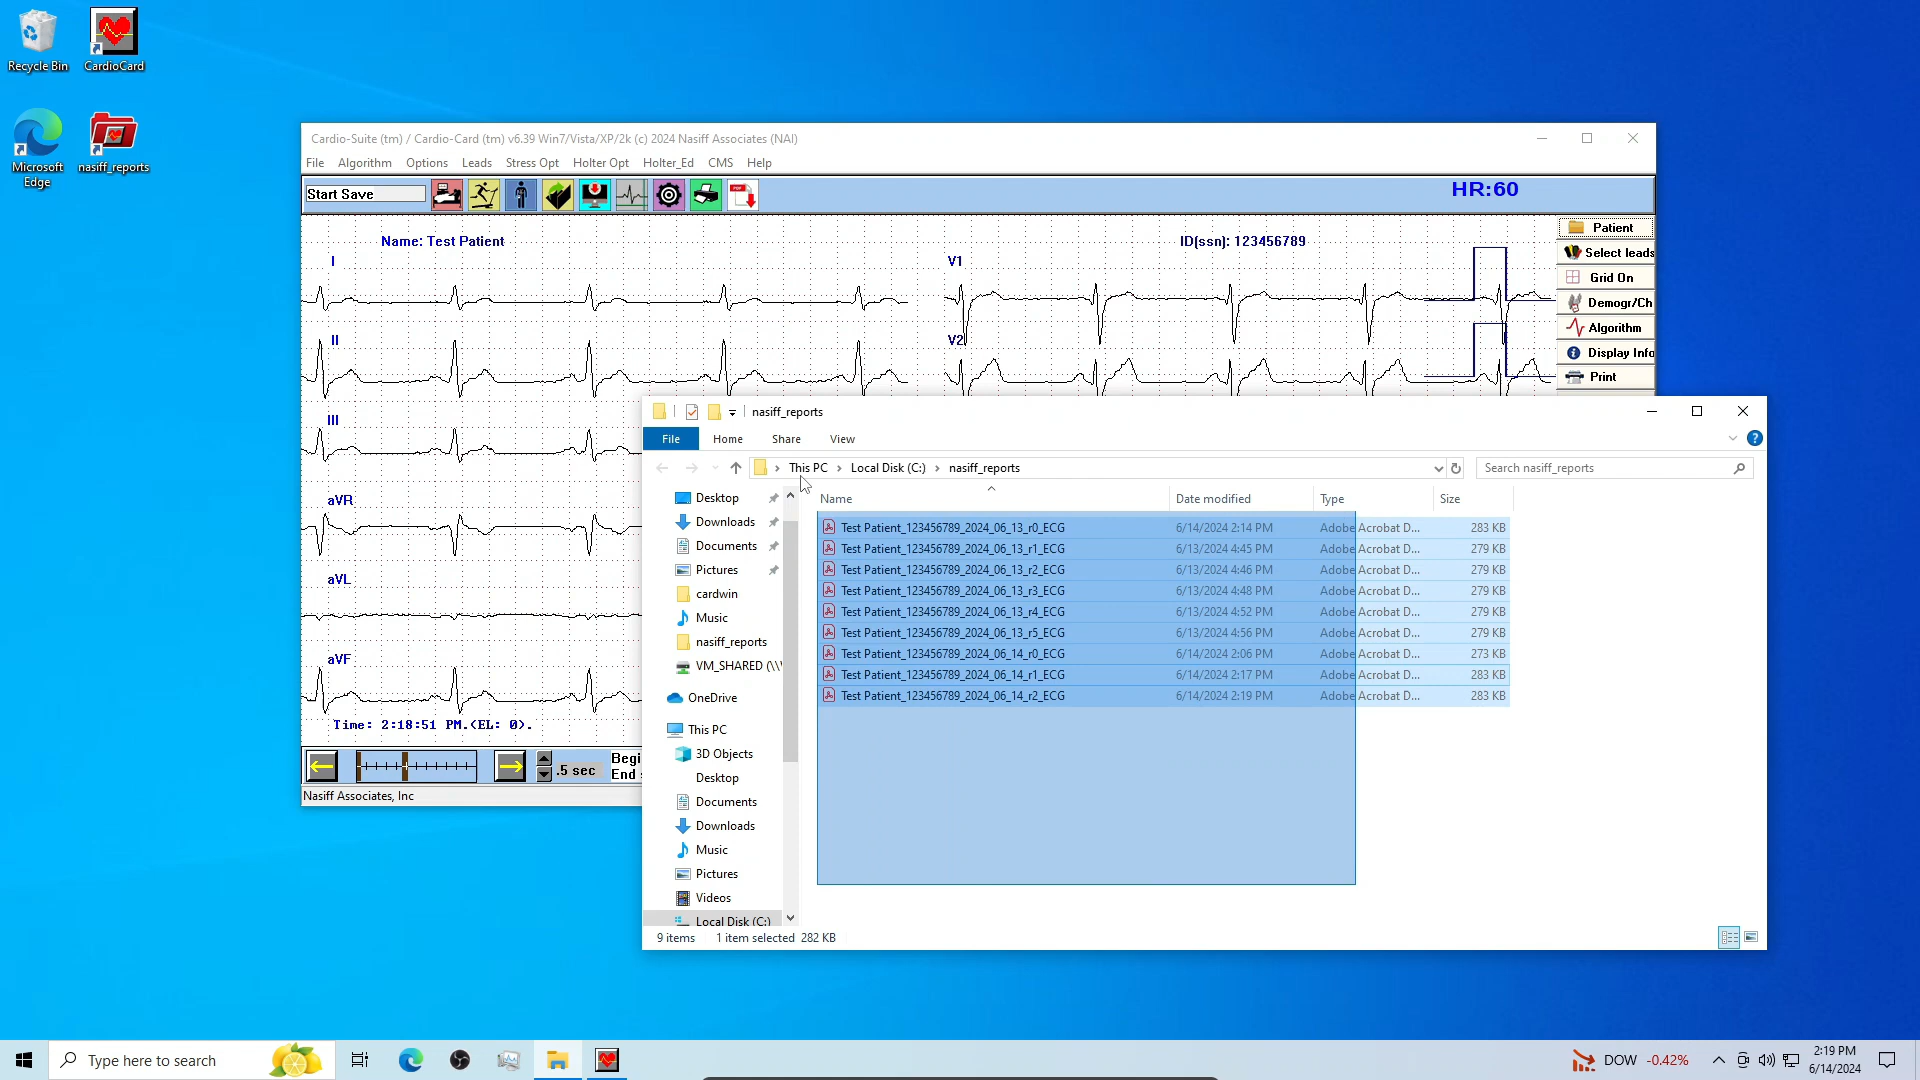 Recycle Bin
CardioCard
Microsoft
Edge
nasiff_reports
Cardio-Suite (tm) / Cardio-Card (tm) v6.39 Win7/Vista/XP/2k (c) 2024 Nasiff Associates (NAI)
File Algorithm Options Leads Stress Opt Holter Opt Holter_Ed CMS Help
Start Save
PDF
HR:60
Name: Test Patient
ID(ssn): 123456789
Patient
Select leads
Grid On
Demogr/Ch
Algorithm
Display Info
Print
I
V1
II
V2
III
aVR
aVL
aVF
Time: 2:18:51 PM.(EL: 0).
.5 sec
Begi
End s
Nasiff Associates, Inc
nasiff_reports
File Home Share View
This PC Local Disk (C:) nasiff_reports
Search nasiff_reports
Desktop
Downloads
Documents
Pictures
cardwin
Music
nasiff_reports
VM_SHARED (\\V
OneDrive
This PC
3D Objects
Desktop
Documents
Downloads
Music
Pictures
Videos
Local Disk (C:)
Name Date modified Type Size
Test Patient_123456789_2024_06_13_r0_ECG 6/14/2024 2:14 PM Adobe Acrobat D... 283 KB
Test Patient_123456789_2024_06_13_r1_ECG 6/13/2024 4:45 PM Adobe Acrobat D... 279 KB
Test Patient_123456789_2024_06_13_r2_ECG 6/13/2024 4:46 PM Adobe Acrobat D... 279 KB
Test Patient_123456789_2024_06_13_r3_ECG 6/13/2024 4:48 PM Adobe Acrobat D... 279 KB
Test Patient_123456789_2024_06_13_r4_ECG 6/13/2024 4:52 PM Adobe Acrobat D... 279 KB
Test Patient_123456789_2024_06_13_r5_ECG 6/13/2024 4:56 PM Adobe Acrobat D... 279 KB
Test Patient_123456789_2024_06_14_r0_ECG 6/14/2024 2:06 PM Adobe Acrobat D... 273 KB
Test Patient_123456789_2024_06_14_r1_ECG 6/14/2024 2:17 PM Adobe Acrobat D... 283 KB
Test Patient_123456789_2024_06_14_r2_ECG 6/14/2024 2:19 PM Adobe Acrobat D... 283 KB
9 items 1 item selected 282 KB
Type here to search
DOW -0.42%
2:19 PM
6/14/2024